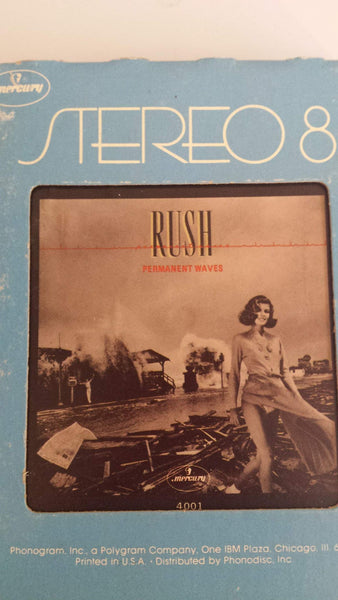 mercury
STEREO 8
RUSH
PERMANENT WAVES
mercury
4001
Phonogram, Inc., a Polygram Company, One IBM Plaza, Chicago, Ill. 6
Printed in U.S.A. • Distributed by Phonodisc, Inc.